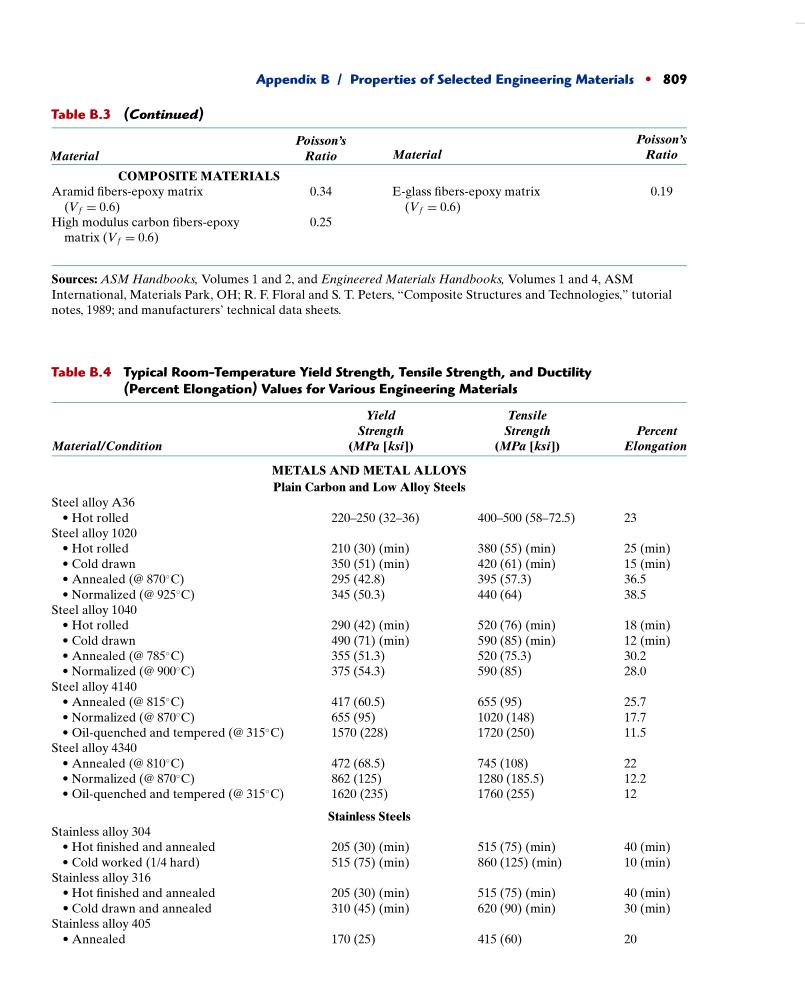 Appendix B / Properties of Selected Engineering Materials • 809
Table B.3 (Continued)
Material Poisson's Ratio Material Poisson's Ratio
COMPOSITE MATERIALS
Aramid fibers-epoxy matrix 0.34 E-glass fibers-epoxy matrix 0.19
(Vf = 0.6) (Vf = 0.6)
High modulus carbon fibers-epoxy 0.25
matrix (Vf = 0.6)
Sources: ASM Handbooks, Volumes 1 and 2, and Engineered Materials Handbooks, Volumes 1 and 4, ASM
International, Materials Park, OH; R. F. Floral and S. T. Peters, “Composite Structures and Technologies,” tutorial
notes, 1989; and manufacturers’ technical data sheets.
Table B.4 Typical Room-Temperature Yield Strength, Tensile Strength, and Ductility
(Percent Elongation) Values for Various Engineering Materials
Yield Tensile
Strength Strength Percent
Material/Condition (MPa [ksi]) (MPa [ksi]) Elongation
METALS AND METAL ALLOYS
Plain Carbon and Low Alloy Steels
Steel alloy A36
• Hot rolled 220–250 (32–36) 400–500 (58–72.5) 23
Steel alloy 1020
• Hot rolled 210 (30) (min) 380 (55) (min) 25 (min)
• Cold drawn 350 (51) (min) 420 (61) (min) 15 (min)
• Annealed (@ 870°C) 295 (42.8) 395 (57.3) 36.5
• Normalized (@ 925°C) 345 (50.3) 440 (64) 38.5
Steel alloy 1040
• Hot rolled 290 (42) (min) 520 (76) (min) 18 (min)
• Cold drawn 490 (71) (min) 590 (85) (min) 12 (min)
• Annealed (@ 785°C) 355 (51.3) 520 (75.3) 30.2
• Normalized (@ 900°C) 375 (54.3) 590 (85) 28.0
Steel alloy 4140
• Annealed (@ 815°C) 417 (60.5) 655 (95) 25.7
• Normalized (@ 870°C) 655 (95) 1020 (148) 17.7
• Oil-quenched and tempered (@ 315°C) 1570 (228) 1720 (250) 11.5
Steel alloy 4340
• Annealed (@ 810°C) 472 (68.5) 745 (108) 22
• Normalized (@ 870°C) 862 (125) 1280 (185.5) 12.2
• Oil-quenched and tempered (@ 315°C) 1620 (235) 1760 (255) 12
Stainless Steels
Stainless alloy 304
• Hot finished and annealed 205 (30) (min) 515 (75) (min) 40 (min)
• Cold worked (1/4 hard) 515 (75) (min) 860 (125) (min) 10 (min)
Stainless alloy 316
• Hot finished and annealed 205 (30) (min) 515 (75) (min) 40 (min)
• Cold drawn and annealed 310 (45) (min) 620 (90) (min) 30 (min)
Stainless alloy 405
• Annealed 170 (25) 415 (60) 20